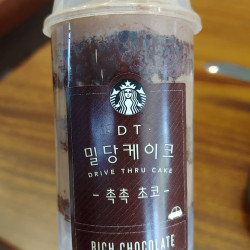 · DT ·
밀당케이크
DRIVE THRU CAKE
- 촉촉 초코 -
RICH CHOCOLATE